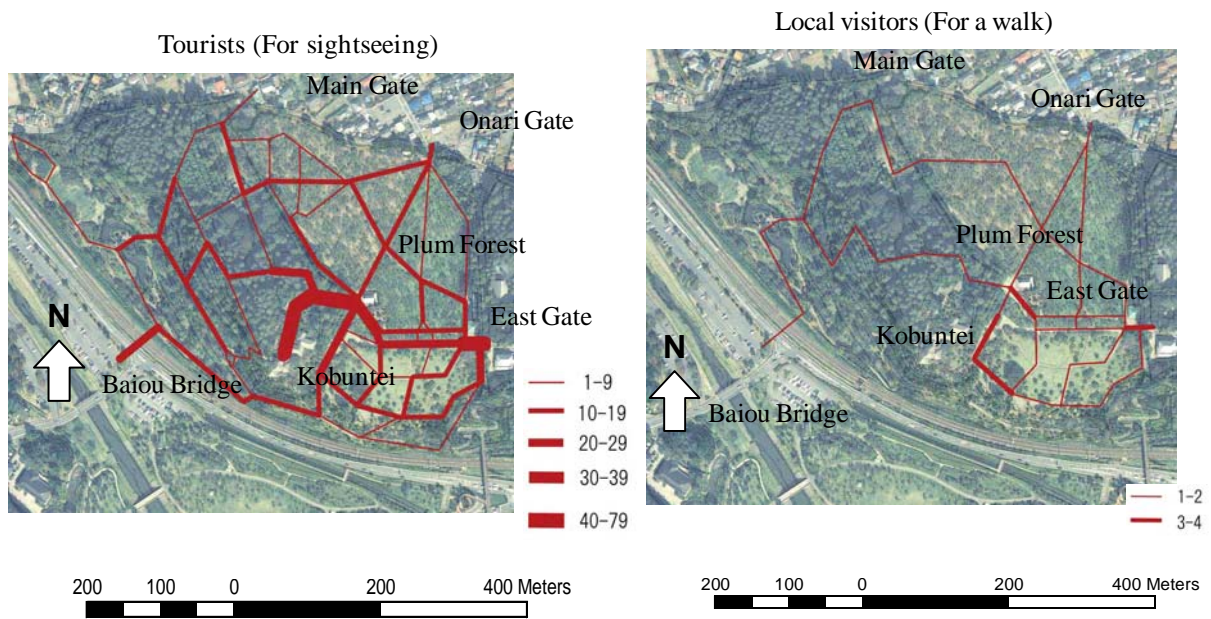 Tourists (For sightseeing)
Main Gate
Onari Gate
Plum Forest
East Gate
N
Baiou Bridge
Kobuntei
1-9
10-19
20-29
30-39
40-79
200 100 0 200 400 Meters
Local visitors (For a walk)
Main Gate
Onari Gate
Plum Forest
East Gate
Kobuntei
N
Baiou Bridge
1-2
3-4
200 100 0 200 400 Meters